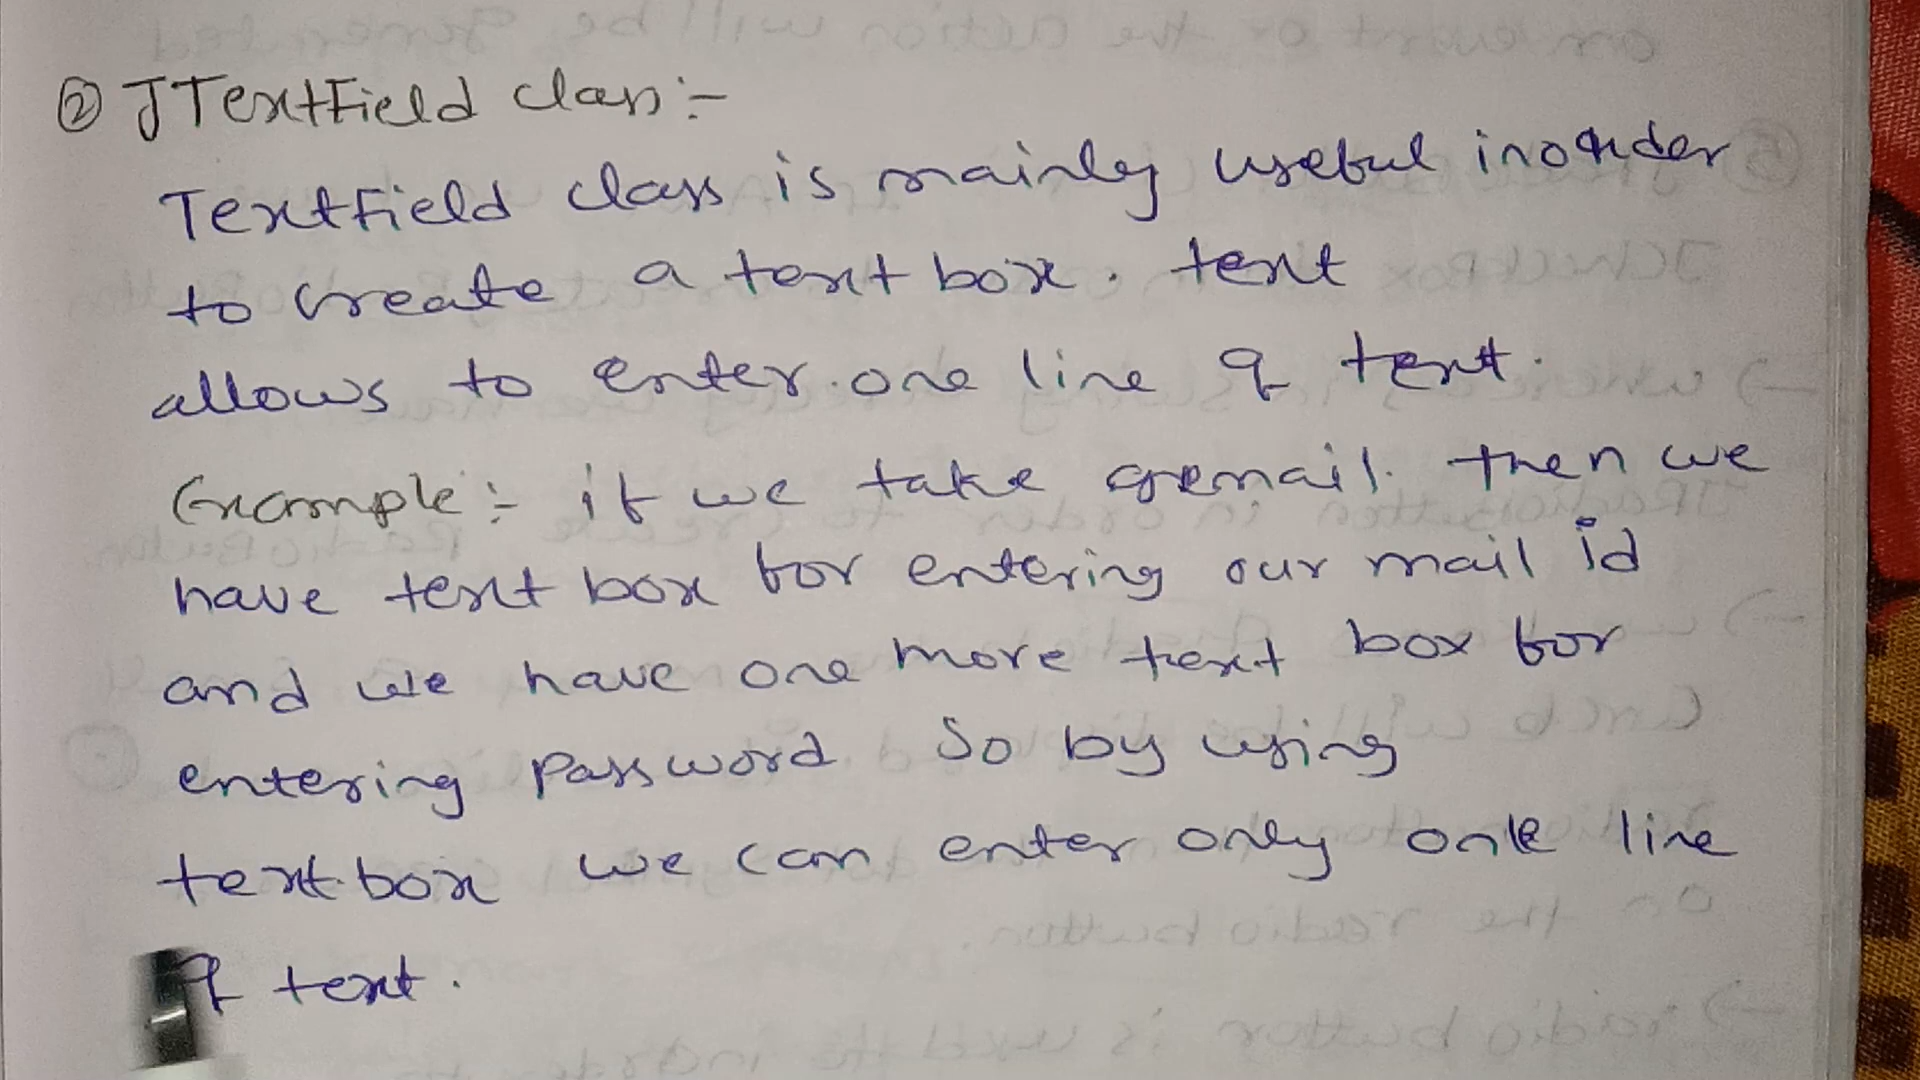 ② JTextField class:-
TextField class is mainly useful inorder
to create a text box. text
allows to enter one line of text.
Example:- if we take gemail. then we
have text box for entering our mail id
and we have one more text box for
entering password. So by using
text box we can enter only one line
of text.